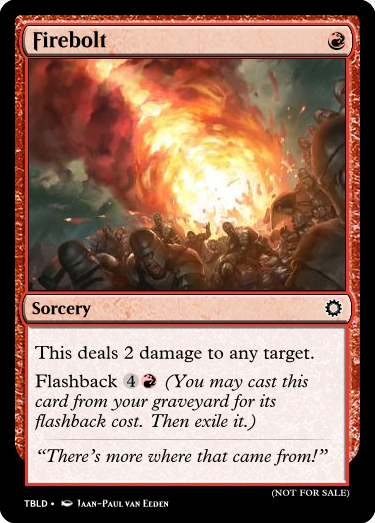 Firebolt
Sorcery
This deals 2 damage to any target.
Flashback 4 (You may cast this
card from your graveyard for its
flashback cost. Then exile it.)
"There's more where that came from!"
(NOT FOR SALE)
TBLD • Jaan-Paul van Eeden